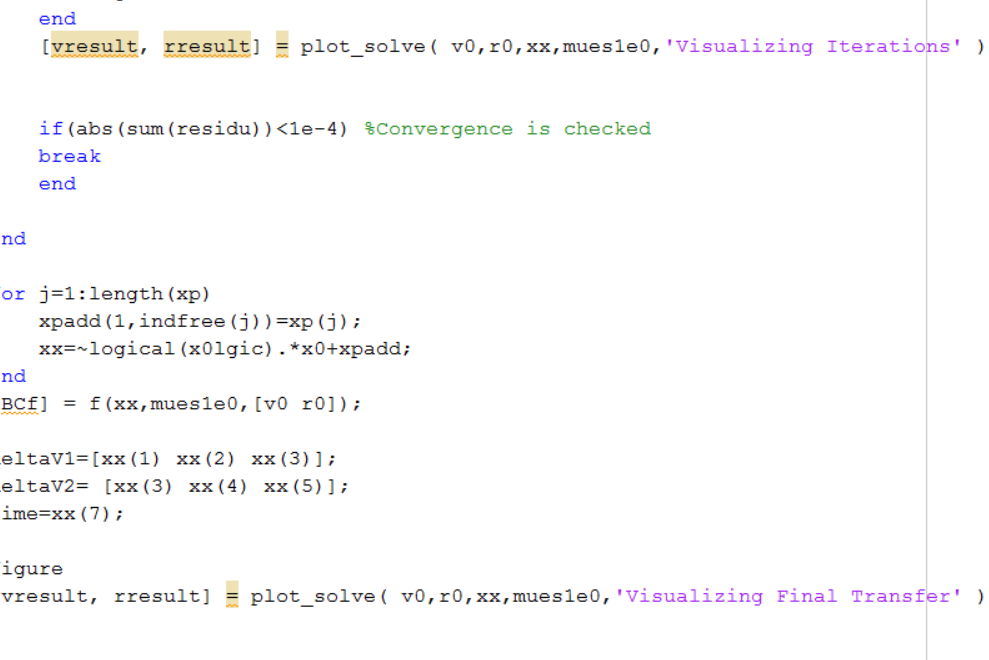 end
[vresult, rresult] = plot_solve( v0,r0,xx,mues1e0,'Visualizing Iterations' )
if(abs(sum(residu))<1e-4) %Convergence is checked
break
end
nd
or j=1:length(xp)
xpadd(1,indfree(j))=xp(j);
xx=~logical(x0lgic).*x0+xpadd;
nd
BCf] = f(xx,mues1e0,[v0 r0]);
eltaV1=[xx(1) xx(2) xx(3)];
eltaV2= [xx(3) xx(4) xx(5)];
ime=xx(7);
igure
vresult, rresult] = plot_solve( v0,r0,xx,mues1e0,'Visualizing Final Transfer' )